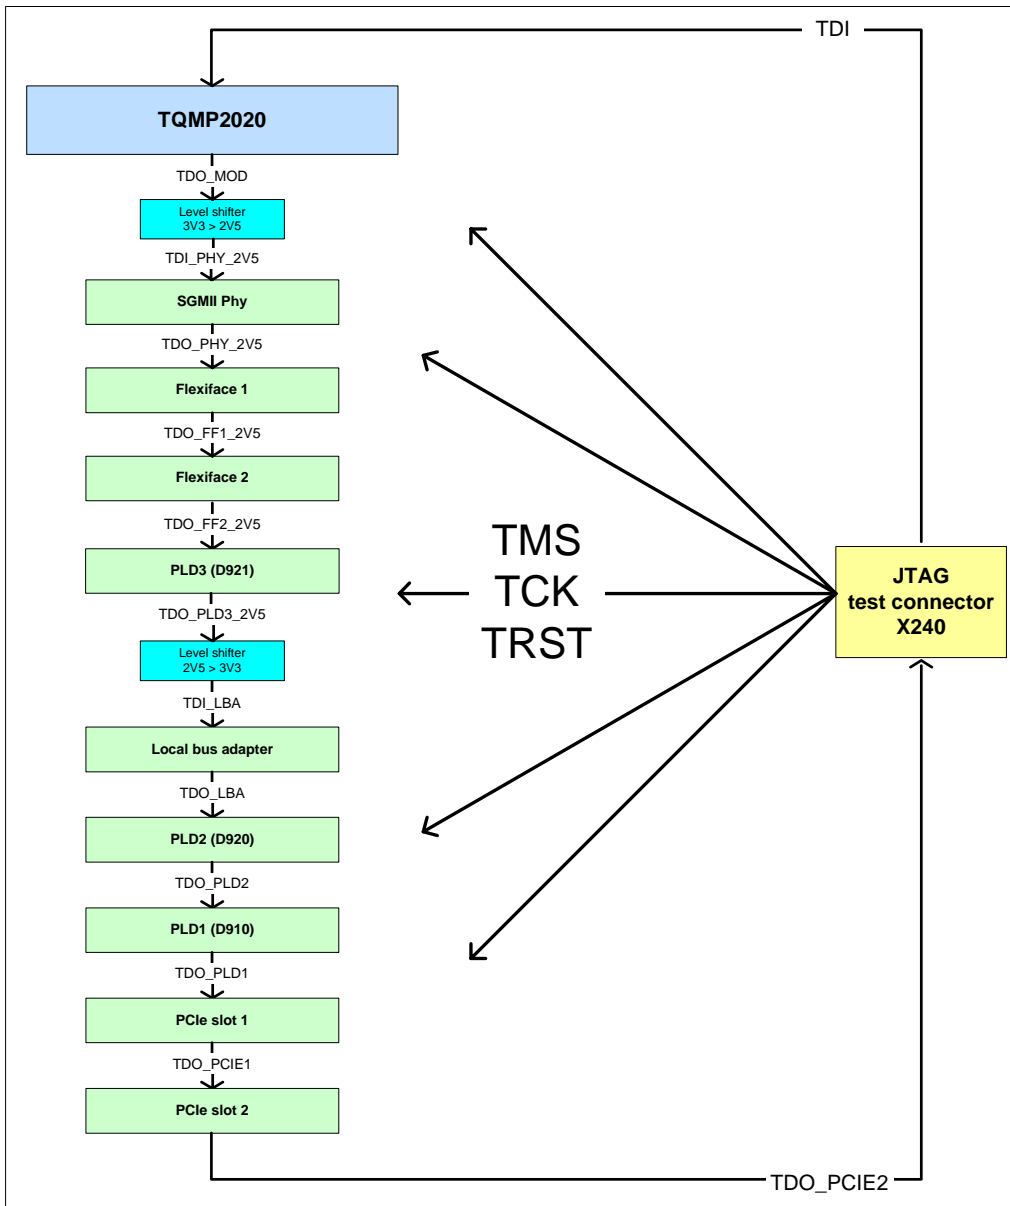 TDI
TQMP2020
TDO_MOD
Level shifter
3V3 > 2V5
TDI_PHY_2V5
SGMII Phy
TDO_PHY_2V5
Flexiface 1
TDO_FF1_2V5
Flexiface 2
TDO_FF2_2V5
PLD3 (D921)
TDO_PLD3_2V5
Level shifter
2V5 > 3V3
TDI_LBA
Local bus adapter
TDO_LBA
PLD2 (D920)
TDO_PLD2
PLD1 (D910)
TDO_PLD1
PCIe slot 1
TDO_PCIE1
PCIe slot 2
TMS
TCK
TRST
JTAG
test connector
X240
TDO_PCIE2